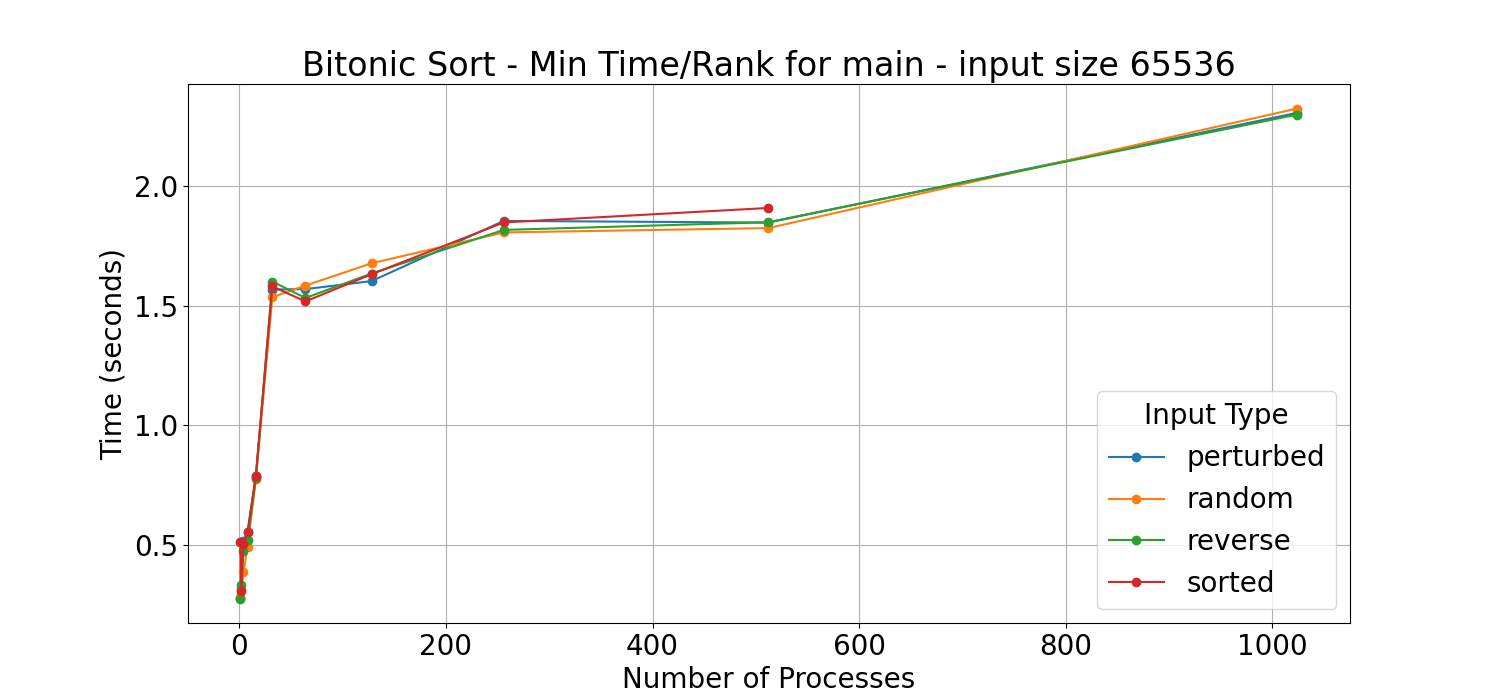 Bitonic Sort - Min Time/Rank for main - input size 65536
Time (seconds)
2.0
1.5
1.0
0.5
0 200 400 600 800 1000
Number of Processes
Input Type
perturbed
random
reverse
sorted